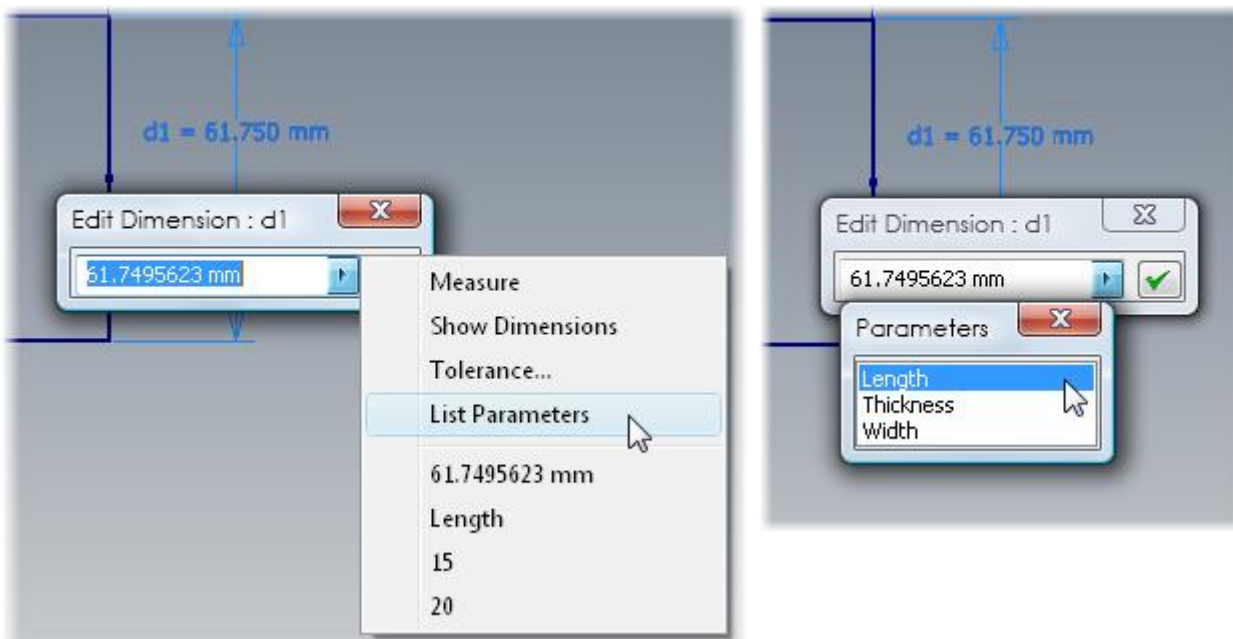 d1 = 61.750 mm
Edit Dimension : d1
61.7495623 mm
Measure
Show Dimensions
Tolerance...
List Parameters
61.7495623 mm
Length
15
20
d1 = 61.750 mm
Edit Dimension : d1
61.7495623 mm
Parameters
Length
Thickness
Width